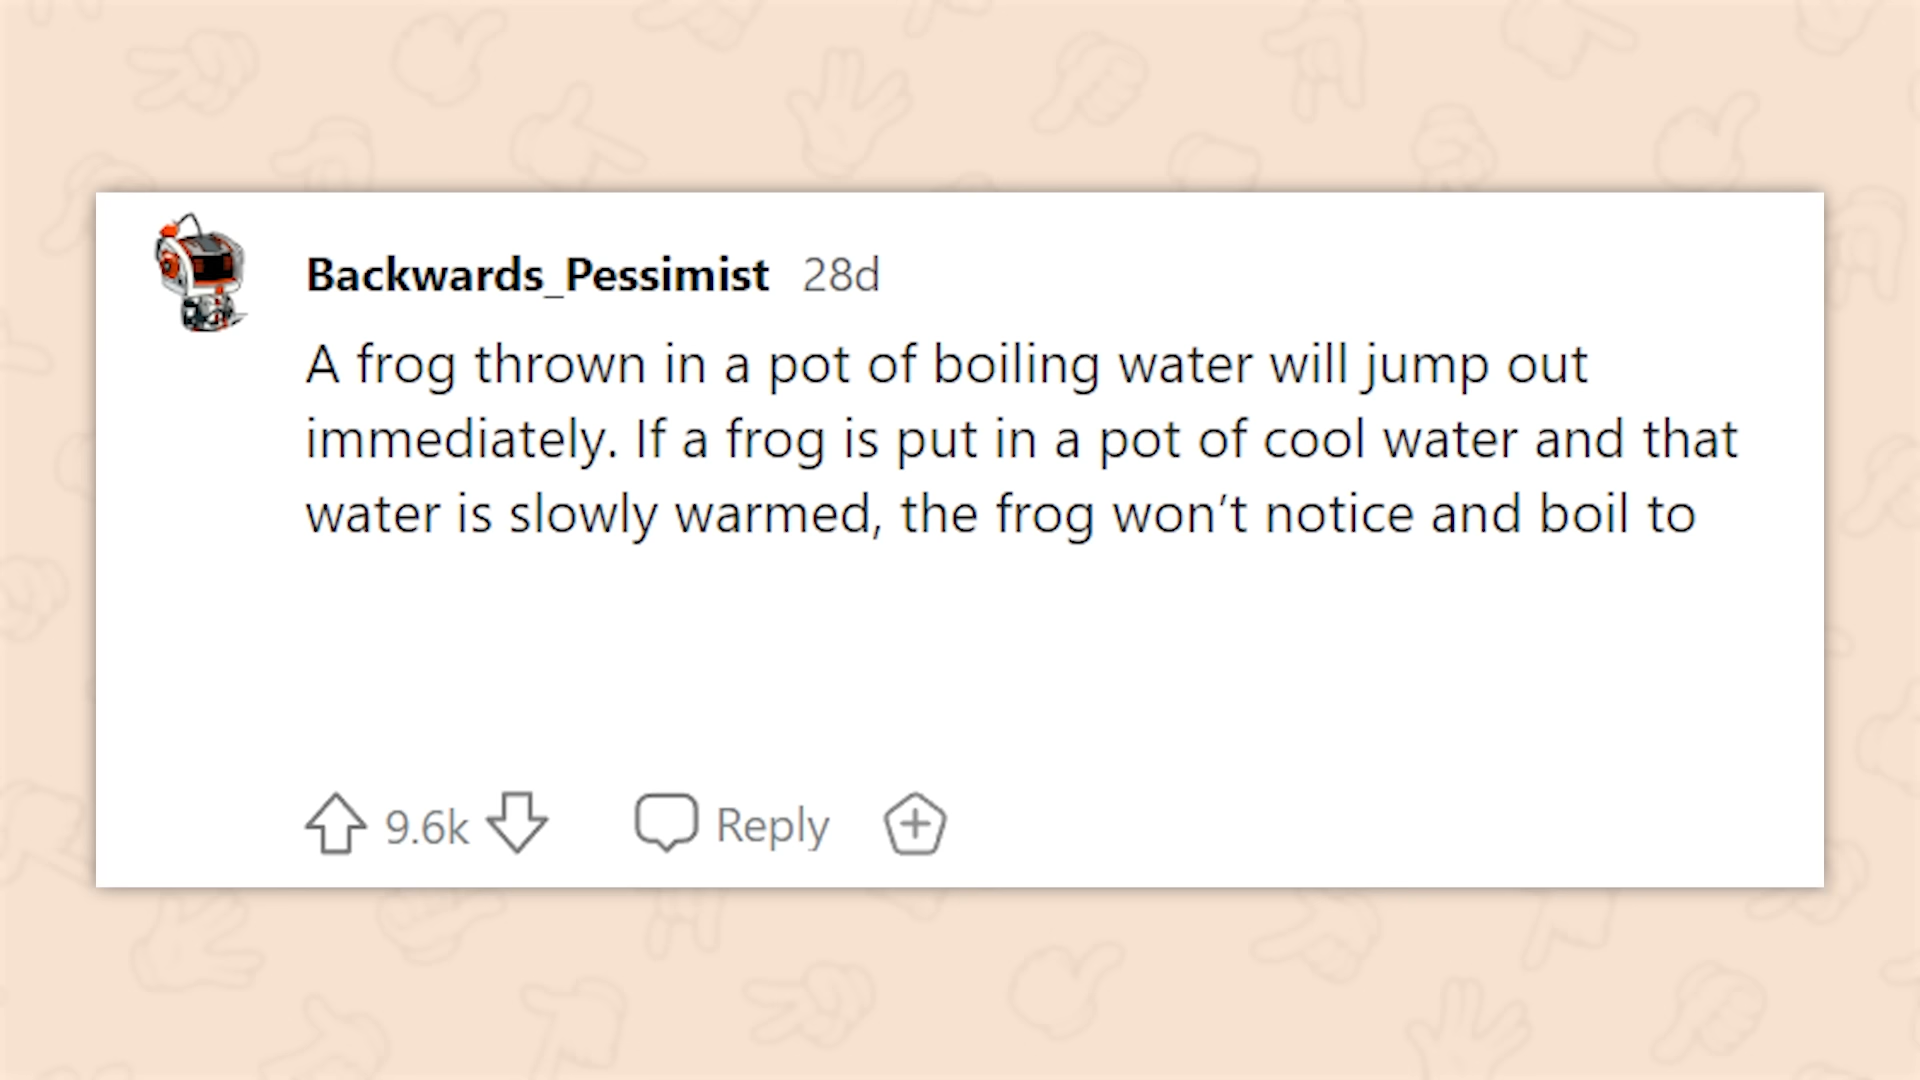 Backwards_Pessimist 28d
A frog thrown in a pot of boiling water will jump out
immediately. If a frog is put in a pot of cool water and that
water is slowly warmed, the frog won’t notice and boil to
9.6k Reply